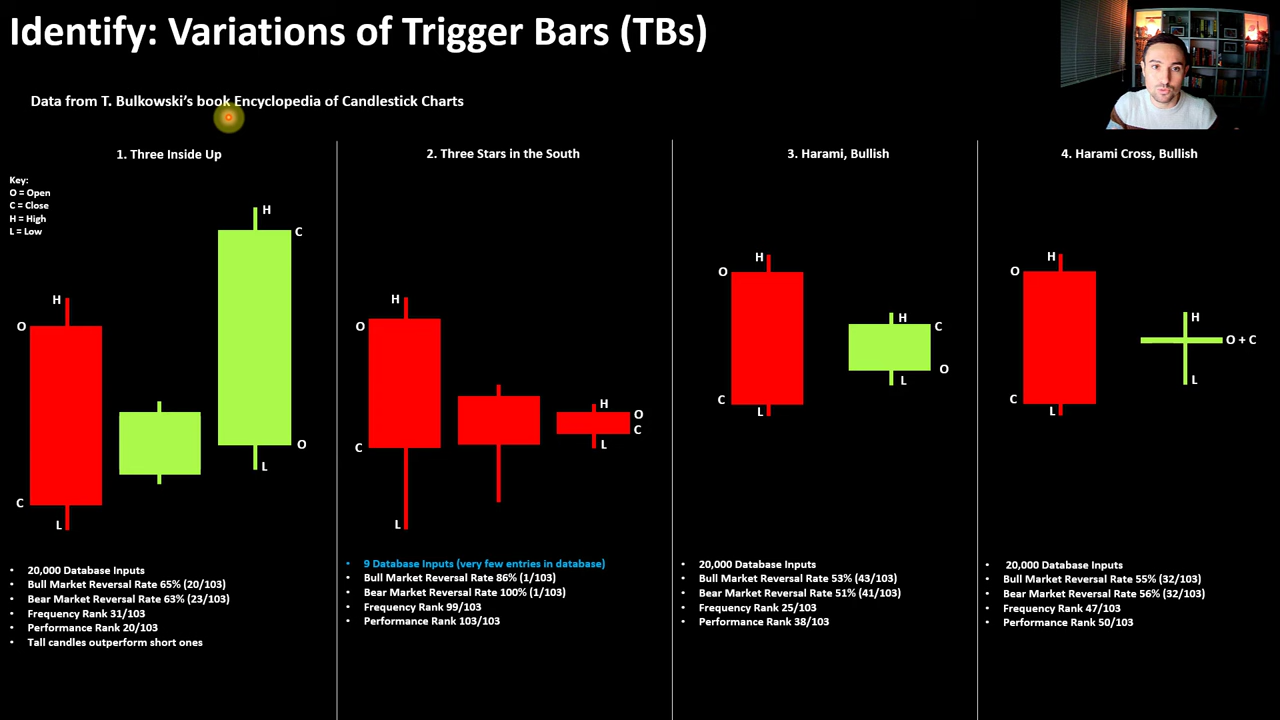 Identify: Variations of Trigger Bars (TBs)
Data from T. Bulkowski's book Encyclopedia of Candlestick Charts
1. Three Inside Up
Key:
O = Open
C = Close
H = High
L = Low
H
C
H
O
O
L
C
L
• 20,000 Database Inputs
• Bull Market Reversal Rate 65% (20/103)
• Bear Market Reversal Rate 63% (23/103)
• Frequency Rank 31/103
• Performance Rank 20/103
• Tall candles outperform short ones
2. Three Stars in the South
H
O
H
O
C
C
L
L
• 9 Database Inputs (very few entries in database)
• Bull Market Reversal Rate 86% (1/103)
• Bear Market Reversal Rate 100% (1/103)
• Frequency Rank 99/103
• Performance Rank 103/103
3. Harami, Bullish
H
O
H
C
O
L
C
L
• 20,000 Database Inputs
• Bull Market Reversal Rate 53% (43/103)
• Bear Market Reversal Rate 51% (41/103)
• Frequency Rank 25/103
• Performance Rank 38/103
4. Harami Cross, Bullish
H
O
H
O + C
L
C
L
• 20,000 Database Inputs
• Bull Market Reversal Rate 55% (32/103)
• Bear Market Reversal Rate 56% (32/103)
• Frequency Rank 47/103
• Performance Rank 50/103